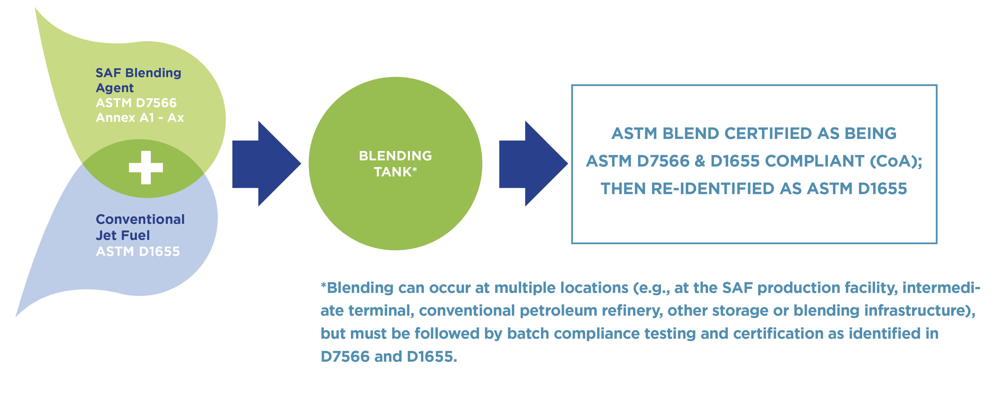 SAF Blending
Agent
ASTM D7566
Annex A1 - Ax
Conventional
Jet Fuel
ASTM D1655
BLENDING
TANK*
ASTM BLEND CERTIFIED AS BEING
ASTM D7566 & D1655 COMPLIANT (CoA);
THEN RE-IDENTIFIED AS ASTM D1655
*Blending can occur at multiple locations (e.g., at the SAF production facility, intermedi-
ate terminal, conventional petroleum refinery, other storage or blending infrastructure),
but must be followed by batch compliance testing and certification as identified in
D7566 and D1655.